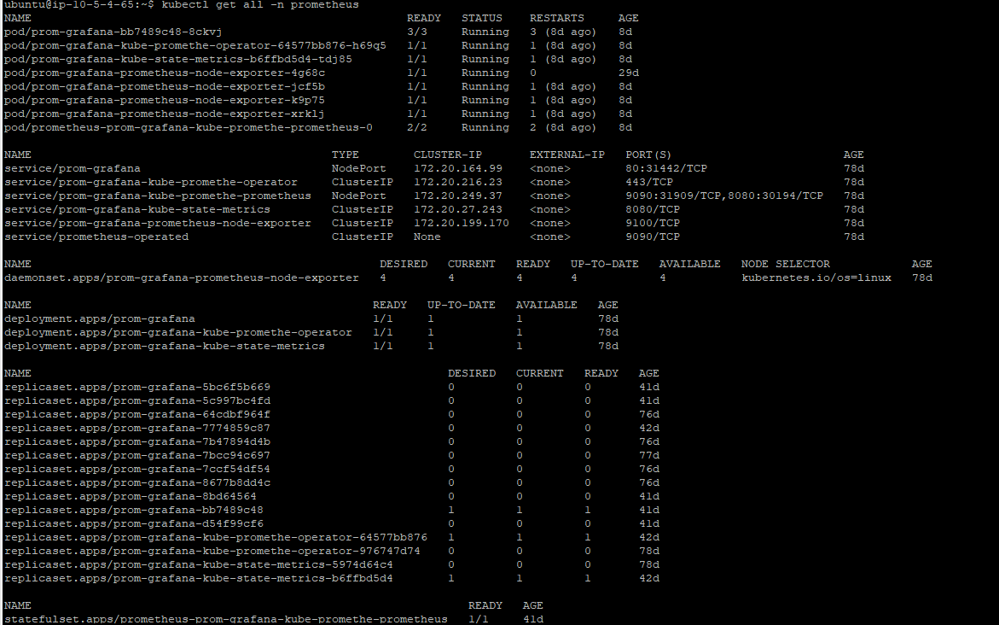 ubuntu@ip-10-5-4-65:~$ kubectl get all -n prometheus
NAME READY STATUS RESTARTS AGE
pod/prom-grafana-bb7489c48-8ckvj 3/3 Running 3 (8d ago) 8d
pod/prom-grafana-kube-promethe-operator-64577bb876-h69q5 1/1 Running 1 (8d ago) 8d
pod/prom-grafana-kube-state-metrics-b6ffbd5d4-tdj85 1/1 Running 1 (8d ago) 8d
pod/prom-grafana-prometheus-node-exporter-4g68c 1/1 Running 0 29d
pod/prom-grafana-prometheus-node-exporter-jcf5b 1/1 Running 1 (8d ago) 8d
pod/prom-grafana-prometheus-node-exporter-k9p75 1/1 Running 1 (8d ago) 8d
pod/prom-grafana-prometheus-node-exporter-xrklj 1/1 Running 1 (8d ago) 8d
pod/prometheus-prom-grafana-kube-promethe-prometheus-0 2/2 Running 2 (8d ago) 8d
NAME TYPE CLUSTER-IP EXTERNAL-IP PORT(S) AGE
service/prom-grafana NodePort 172.20.164.99 <none> 80:31442/TCP 78d
service/prom-grafana-kube-promethe-operator ClusterIP 172.20.216.23 <none> 443/TCP 78d
service/prom-grafana-kube-promethe-prometheus NodePort 172.20.249.37 <none> 9090:31909/TCP,8080:30194/TCP 78d
service/prom-grafana-kube-state-metrics ClusterIP 172.20.27.243 <none> 8080/TCP 78d
service/prom-grafana-prometheus-node-exporter ClusterIP 172.20.199.170 <none> 9100/TCP 78d
service/prometheus-operated ClusterIP None <none> 9090/TCP 78d
NAME DESIRED CURRENT READY UP-TO-DATE AVAILABLE NODE SELECTOR AGE
daemonset.apps/prom-grafana-prometheus-node-exporter 4 4 4 4 4 kubernetes.io/os=linux 78d
NAME READY UP-TO-DATE AVAILABLE AGE
deployment.apps/prom-grafana 1/1 1 1 78d
deployment.apps/prom-grafana-kube-promethe-operator 1/1 1 1 78d
deployment.apps/prom-grafana-kube-state-metrics 1/1 1 1 78d
NAME DESIRED CURRENT READY AGE
replicaset.apps/prom-grafana-5bc6f5b669 0 0 0 41d
replicaset.apps/prom-grafana-5c997bc4fd 0 0 0 41d
replicaset.apps/prom-grafana-64cdbf964f 0 0 0 76d
replicaset.apps/prom-grafana-7774859c87 0 0 0 42d
replicaset.apps/prom-grafana-7b47894d4b 0 0 0 76d
replicaset.apps/prom-grafana-7bcc94c697 0 0 0 77d
replicaset.apps/prom-grafana-7ccf54df54 0 0 0 76d
replicaset.apps/prom-grafana-8677b8dd4c 0 0 0 76d
replicaset.apps/prom-grafana-8bd64564 0 0 0 41d
replicaset.apps/prom-grafana-bb7489c48 1 1 1 41d
replicaset.apps/prom-grafana-d54f99cf6 0 0 0 41d
replicaset.apps/prom-grafana-kube-promethe-operator-64577bb876 1 1 1 42d
replicaset.apps/prom-grafana-kube-promethe-operator-976747d74 0 0 0 78d
replicaset.apps/prom-grafana-kube-state-metrics-5974d64c4 0 0 0 78d
replicaset.apps/prom-grafana-kube-state-metrics-b6ffbd5d4 1 1 1 42d
NAME READY AGE
statefulset.apps/prometheus-prom-grafana-kube-promethe-prometheus 1/1 41d